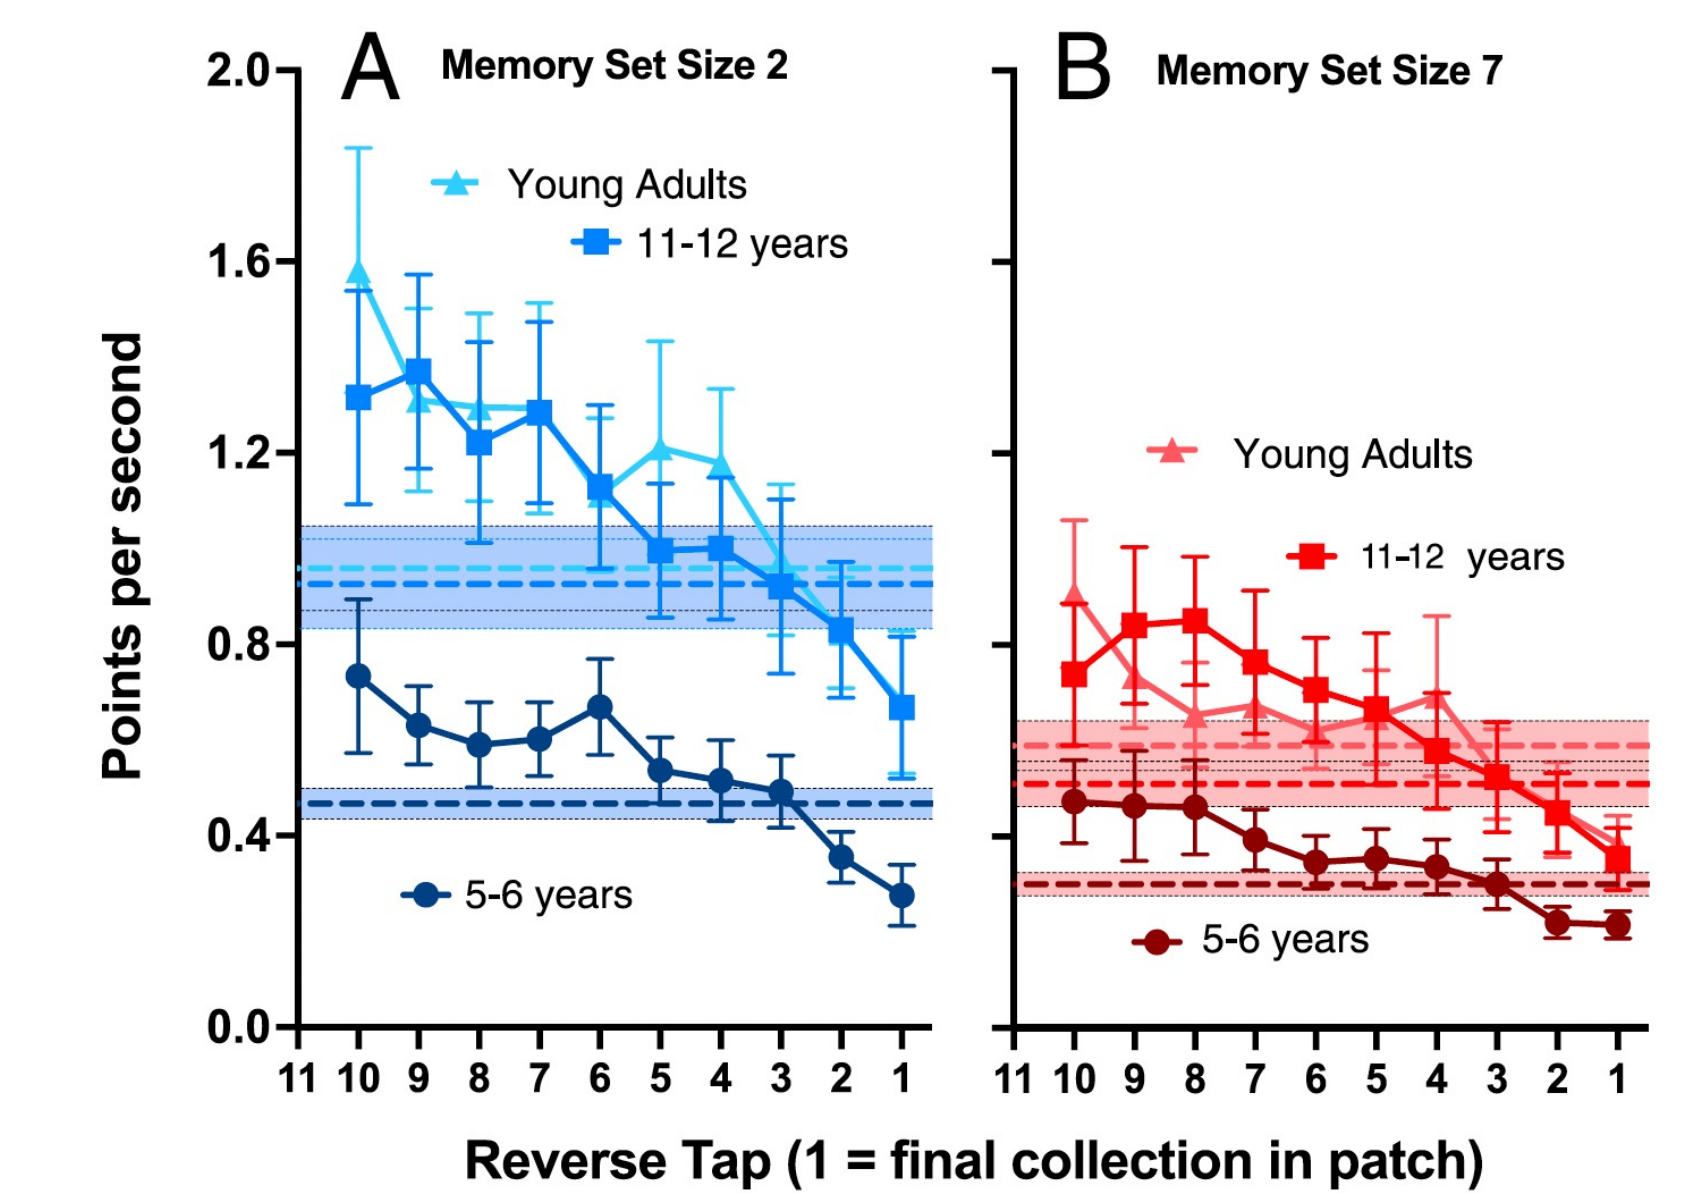 A Memory Set Size 2
B Memory Set Size 7
Points per second
2.0
1.6
1.2
0.8
0.4
0.0
Young Adults
11-12 years
5-6 years
Young Adults
11-12 years
5-6 years
11 10 9 8 7 6 5 4 3 2 1
11 10 9 8 7 6 5 4 3 2 1
Reverse Tap (1 = final collection in patch)